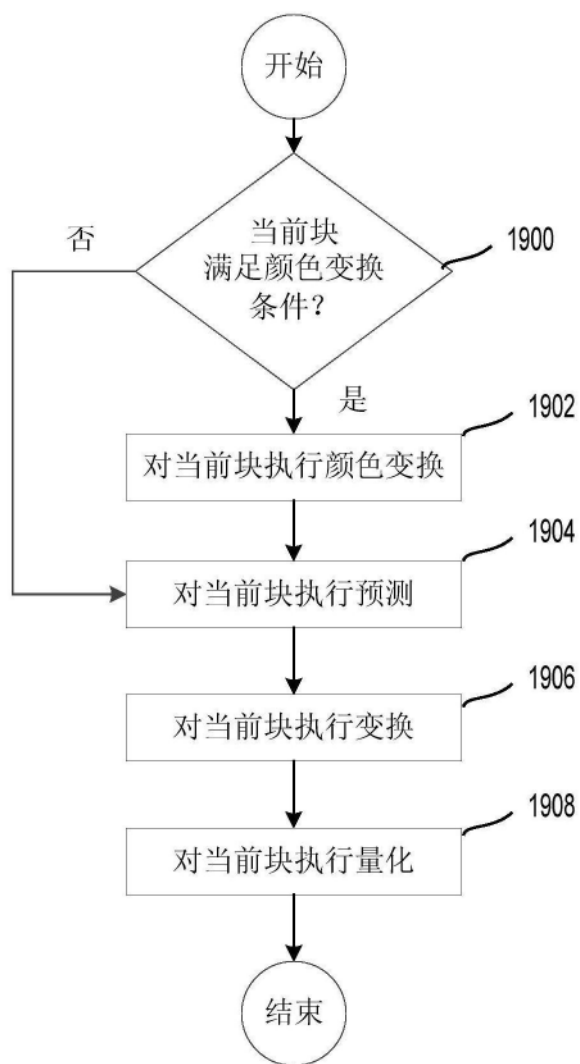 开始
否
当前块
满足颜色变换
条件?
1900
是
1902
对当前块执行颜色变换
1904
对当前块执行预测
1906
对当前块执行变换
1908
对当前块执行量化
结束